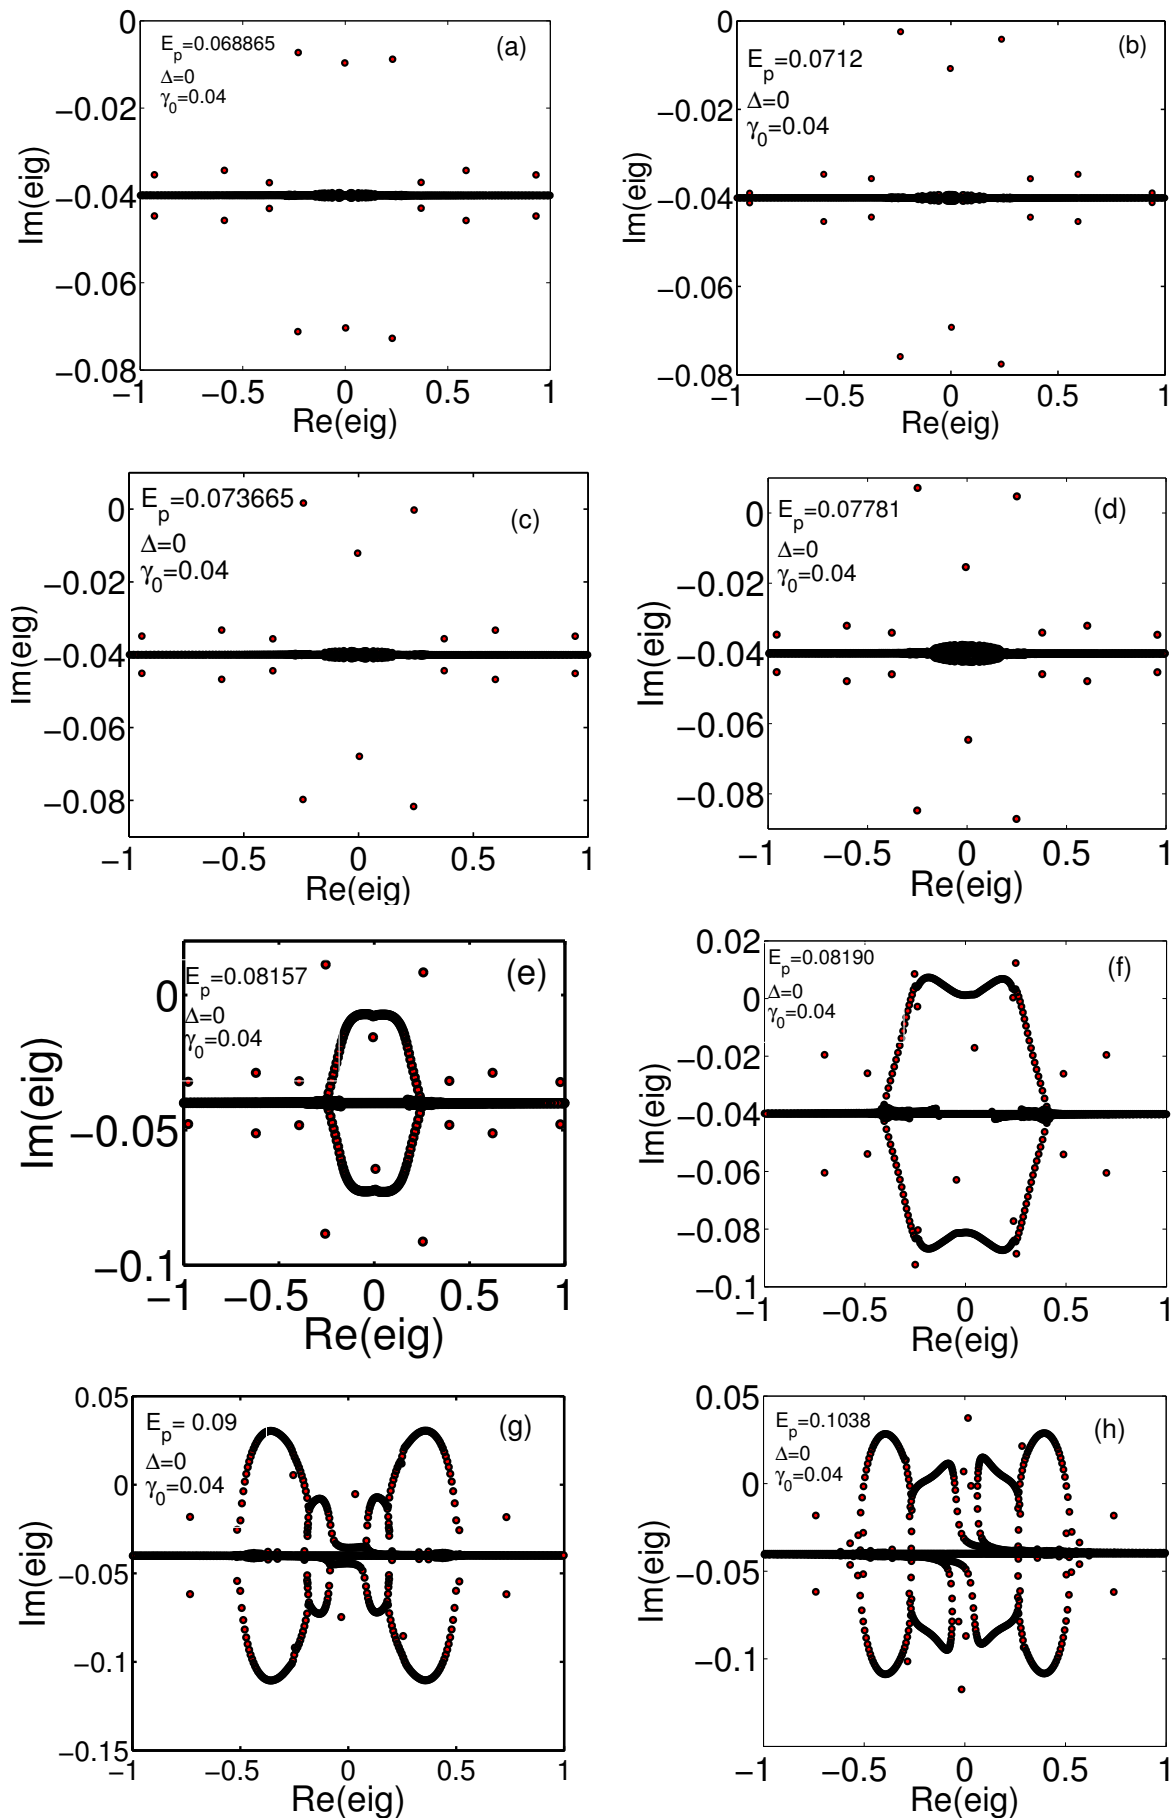 0
−0.02
−0.04
−0.06
−0.08
Im(eig)
E_p=0.068865
Δ=0
γ_0=0.04
(a)
−1
−0.5
0
0.5
1
Re(eig)
0
−0.02
−0.04
−0.06
−0.08
Im(eig)
E_p=0.0712
Δ=0
γ_0=0.04
(b)
−1
−0.5
0
0.5
1
Re(eig)
0
−0.02
−0.04
−0.06
−0.08
Im(eig)
E_p=0.073665
Δ=0
γ_0=0.04
(c)
−1
−0.5
0
0.5
1
Re(eig)
0
−0.02
−0.04
−0.06
−0.08
Im(eig)
E_p=0.07781
Δ=0
γ_0=0.04
(d)
−1
−0.5
0
0.5
1
Re(eig)
0
−0.05
−0.1
Im(eig)
E_p=0.08157
Δ=0
γ_0=0.04
(e)
−1
−0.5
0
0.5
1
Re(eig)
0.02
0
−0.02
−0.04
−0.06
−0.08
−0.1
Im(eig)
E_p=0.08190
Δ=0
γ_0=0.04
(f)
−1
−0.5
0
0.5
1
Re(eig)
0.05
0
−0.05
−0.1
−0.15
Im(eig)
E_p= 0.09
Δ=0
γ_0=0.04
(g)
−1
−0.5
0
0.5
1
Re(eig)
0.05
0
−0.05
−0.1
Im(eig)
E_p=0.1038
Δ=0
γ_0=0.04
(h)
−1
−0.5
0
0.5
1
Re(eig)